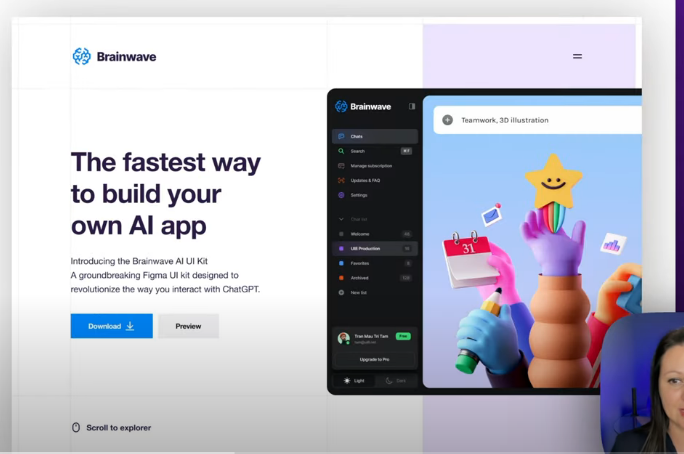 Brainwave
The fastest way
to build your
own AI app
Introducing the Brainwave AI UI Kit
A groundbreaking Figma UI kit designed to
revolutionize the way you interact with ChatGPT.
Download
Preview
Scroll to explorer
Brainwave
Chats
Search
Manage subscription
Updates & FAQ
Settings
Welcome
UI8 Production
Favorites
Archived
New list
Tran Mau Tri Tam
Free
Upgrade to Pro
Light
Dark
Teamwork, 3D illustration
31